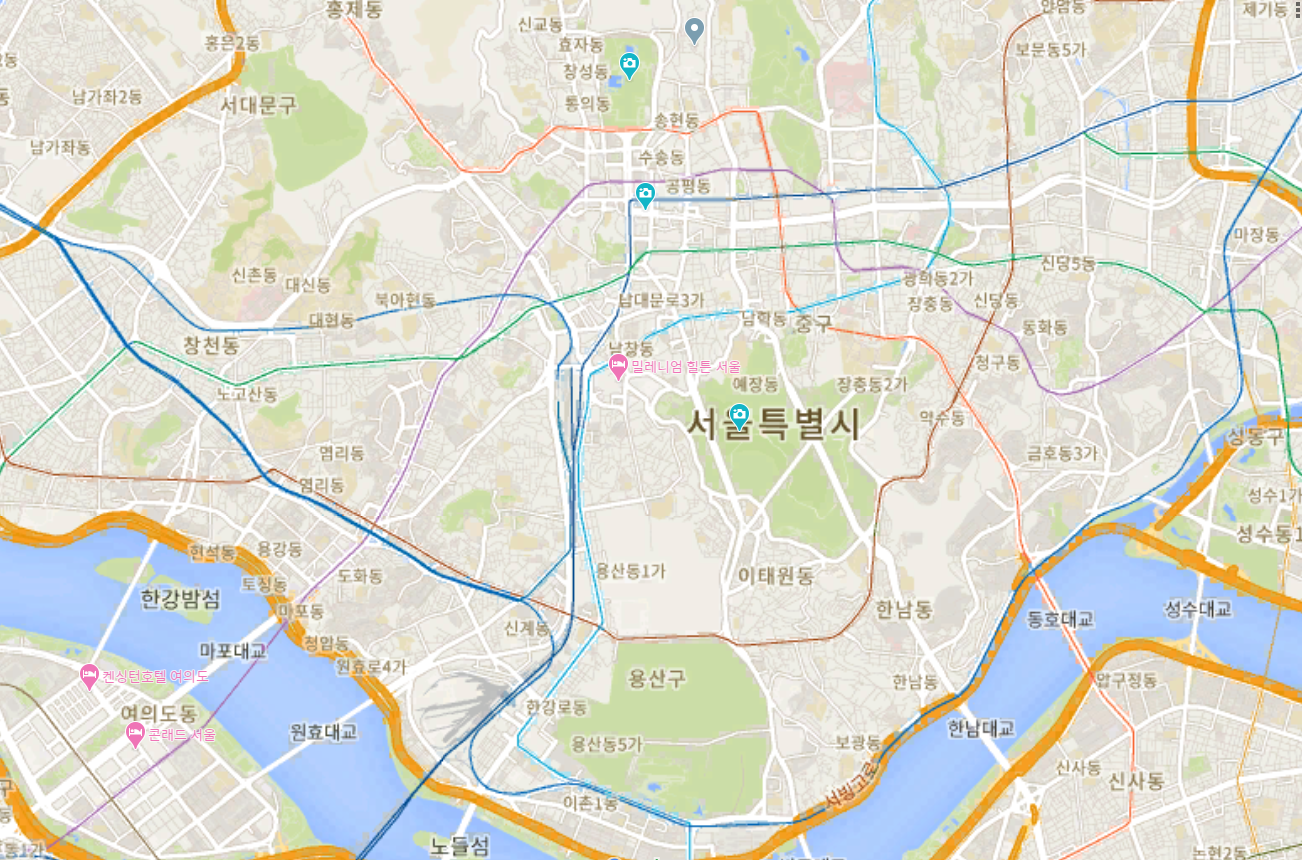 홍제동
안암동
제기동
신교동
효자동
홍은2동
보문동5가
창성동
남가좌2동
통의동
서대문구
송현동
남가좌동
수송동
공평동
마장동
신촌동
대신동
신당5동
광희동2가
북아현동
남대문로3가
장충동
신당동
대현동
남학동
중구
동화동
창천동
남창동
청구동
밀레니엄 힐튼 서울
예장동
장충동2가
노고산동
약수동
서울특별시
성동구
염리동
금호동3가
염리동
성수1가
성수동1
현석동
용강동
용산동1가
이태원동
도화동
토정동
한강밤섬
마포동
한남동
성수대교
동호대교
신계동
청암동
마포대교
원효로4가
켄싱턴호텔 여의도
용산구
한남동
압구정동
여의도동
한강로동
원효대교
콘래드 서울
한남대교
용산동5가
보광동
신사동
신사동
서빙고로
이촌1동
노들섬
논현2동